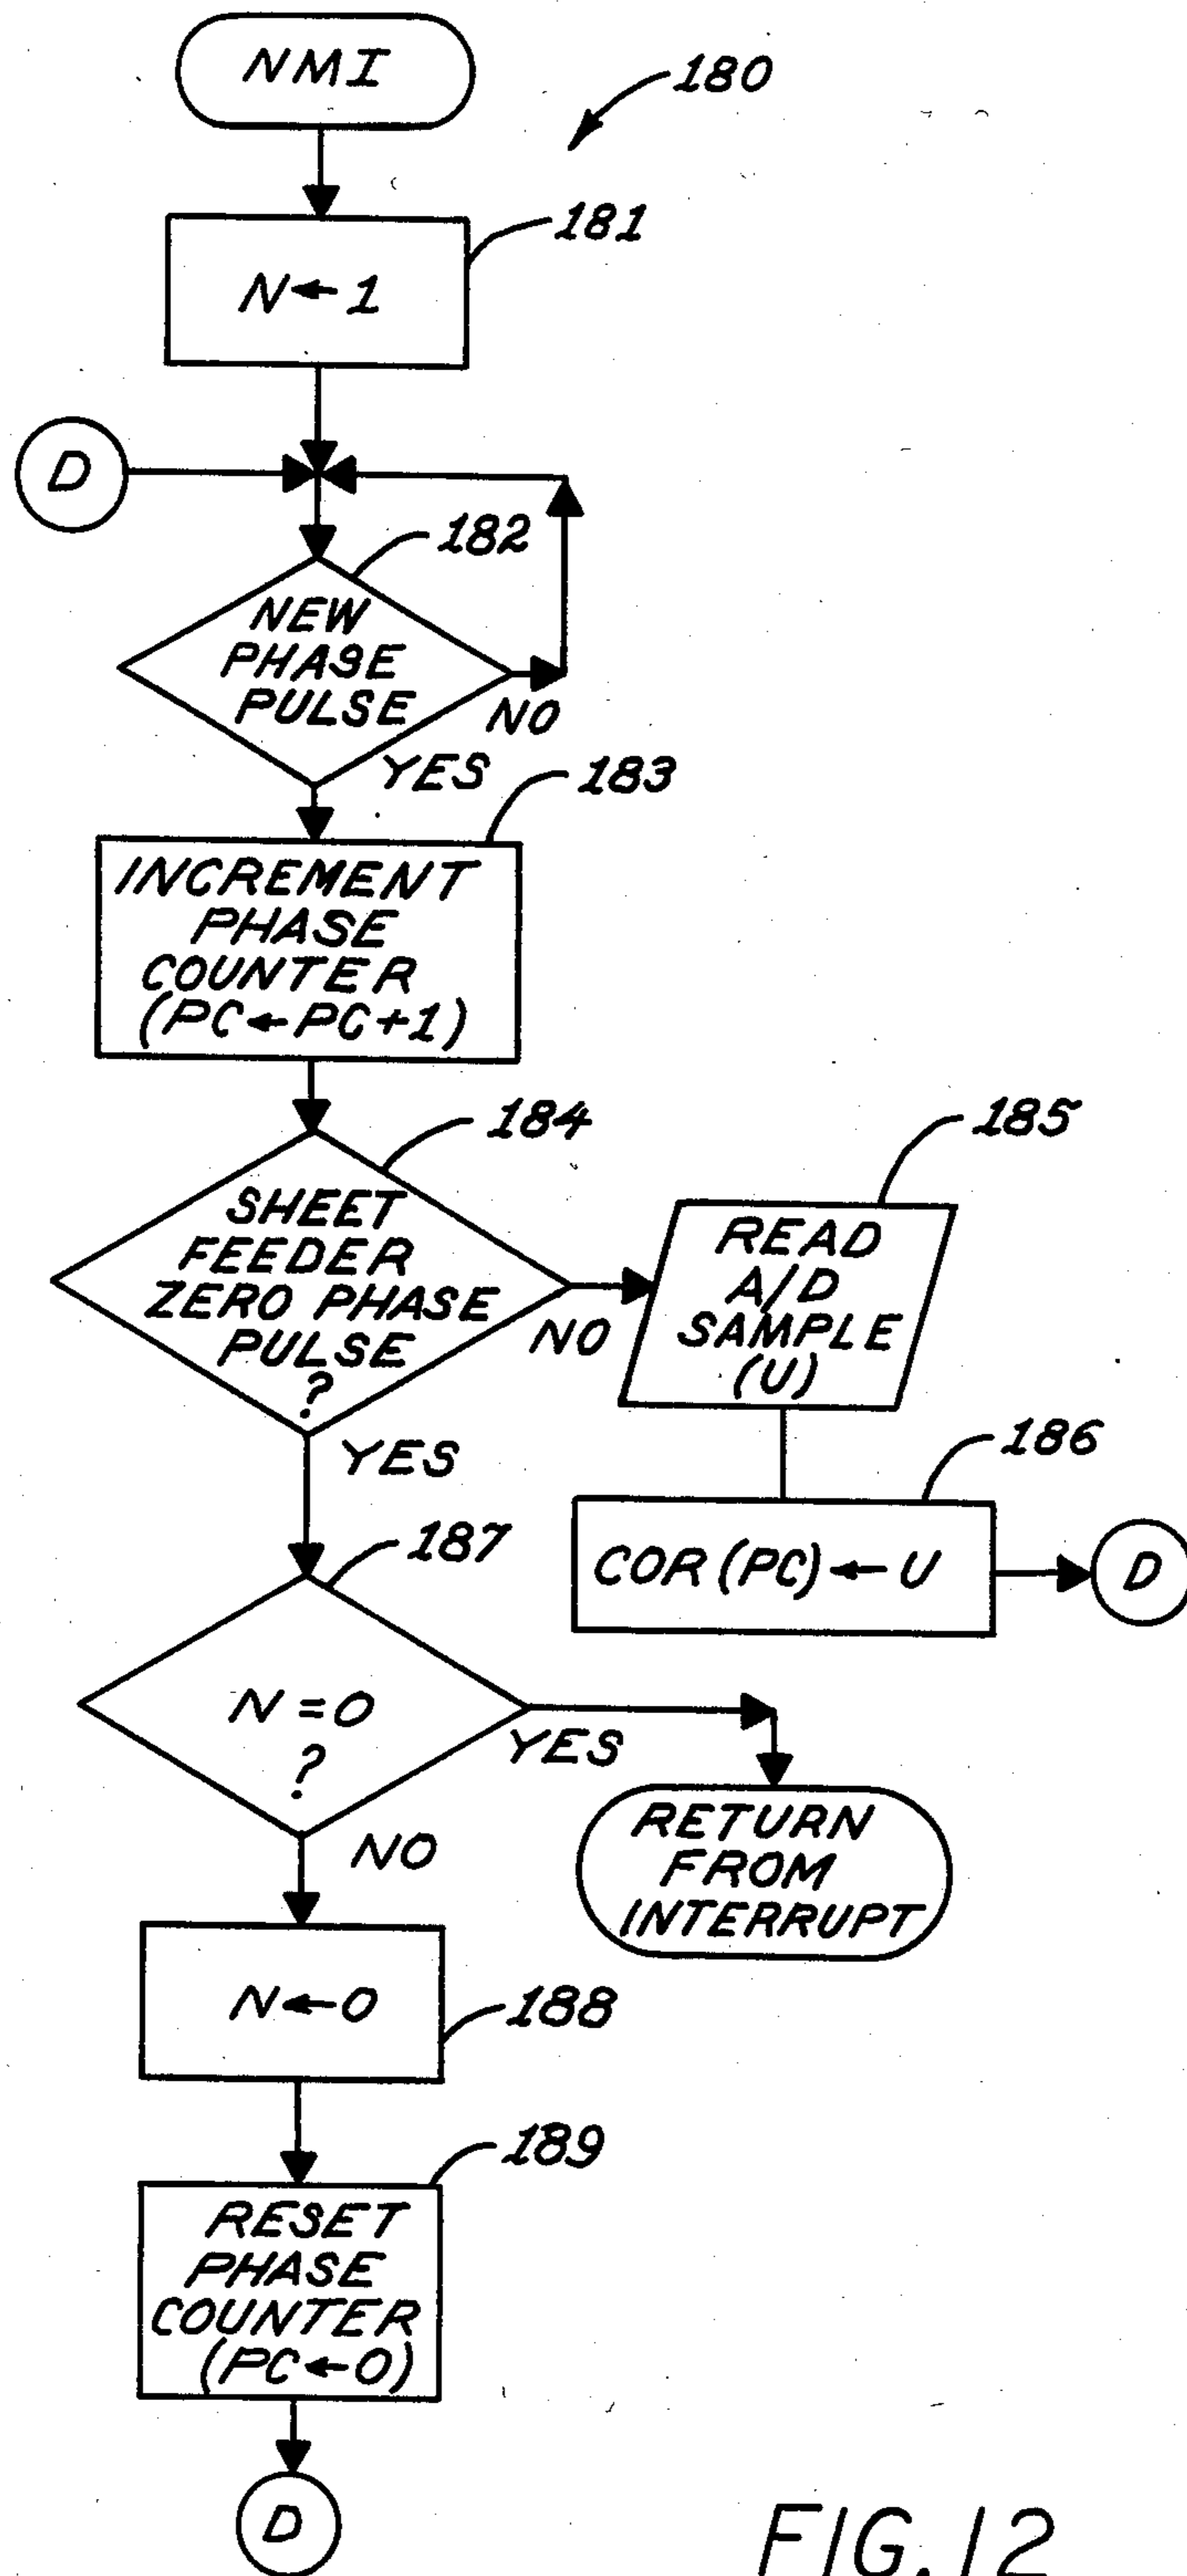 NMI
180
181
N←1
D
182
NEW
PHASE
PULSE
NO
YES
183
INCREMENT
PHASE
COUNTER
(PC←PC+1)
184
185
SHEET
FEEDER
ZERO PHASE
PULSE
?
NO
READ
A/D
SAMPLE
(U)
YES
186
COR(PC)←U
D
187
N=0
?
YES
RETURN
FROM
INTERRUPT
NO
N←0
188
189
RESET
PHASE
COUNTER
(PC←0)
D
FIG.12